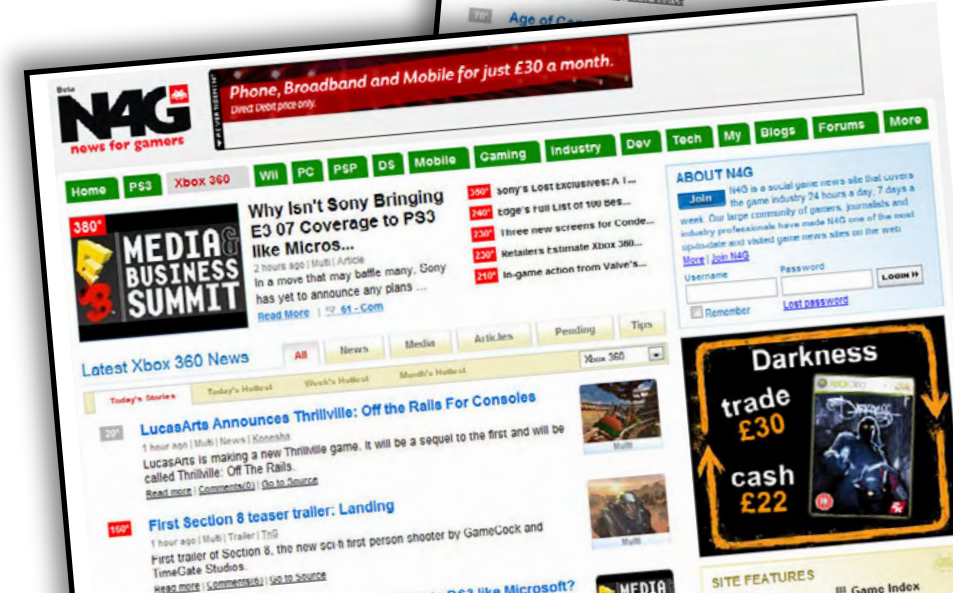 70°
Age of
Beta
N4G
news for gamers
ADVERTISEMENT
Phone, Broadband and Mobile for just £30 a month.
Direct Debit price only.
Home
PS3
Xbox 360
Wii
PC
PSP
DS
Mobile
Gaming
Industry
Dev
Tech
My
Blogs
Forums
More
380°
E3
MEDIA &
BUSINESS
SUMMIT
Why Isn't Sony Bringing
E3 07 Coverage to PS3
like Micros...
2 hours ago | Multi | Article
In a move that may baffle many, Sony
has yet to announce any plans ...
Read More | 61 - Com
360° Sony's Lost Exclusives: A T...
240° Edge's Full List of 100 Bes...
230° Three new screens for Conde...
230° Retailers Estimate Xbox 360...
210° In-game action from Valve's...
ABOUT N4G
Join
N4G is a social game news site that covers
the game industry 24 hours a day, 7 days a
week. Our large community of gamers, journalists and
industry professionals have made N4G one of the most
up-to-date and visited game news sites on the web.
More | Join N4G
Username
Password
LOGIN
Remember
Lost password
Latest Xbox 360 News
All
News
Media
Articles
Pending
Tips
Today's Stories
Today's Hottest
Week's Hottest
Month's Hottest
Xbox 360
20°
LucasArts Announces Thrillville: Off the Rails For Consoles
1 hour ago | Multi | News | Konesha
LucasArts is making a new Thrillville game. It will be a sequel to the first and will be
called Thrillville: Off The Rails.
Read more | Comments(0) | Go to Source
Multi
160°
First Section 8 teaser trailer: Landing
1 hour ago | Multi | Trailer | TnG
First trailer of Section 8, the new sci-fi first person shooter by GameCock and
TimeGate Studios.
Read more | Comments(6) | Go to Source
Multi
PS3 like Microsoft?
MEDIA
Darkness
trade
£30
cash
£22
XBOX 360
Darkness
2K
SITE FEATURES
Game Index